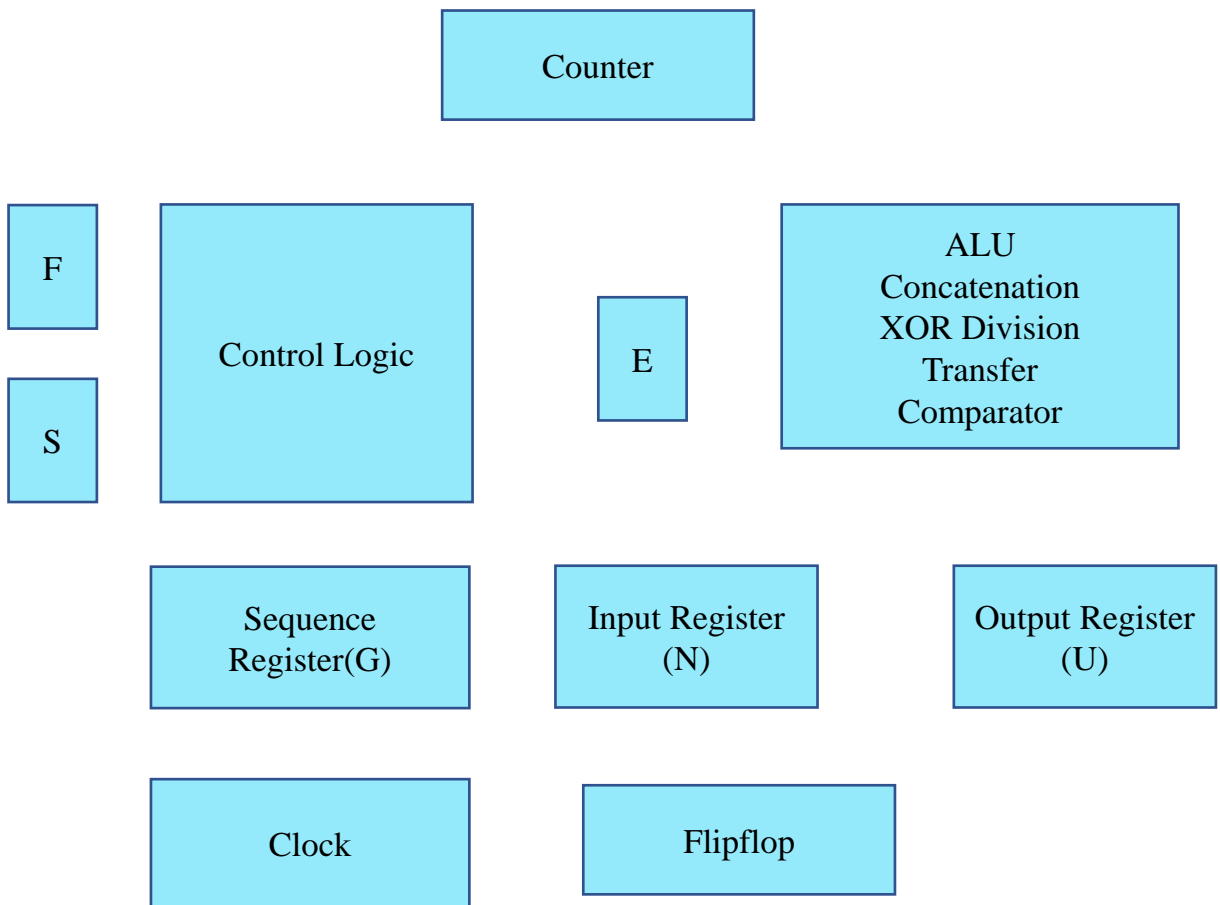 Counter
F
Control Logic
E
ALU
Concatenation
XOR Division
Transfer
Comparator
S
Sequence
Register(G)
Input Register
(N)
Output Register
(U)
Clock
Flipflop